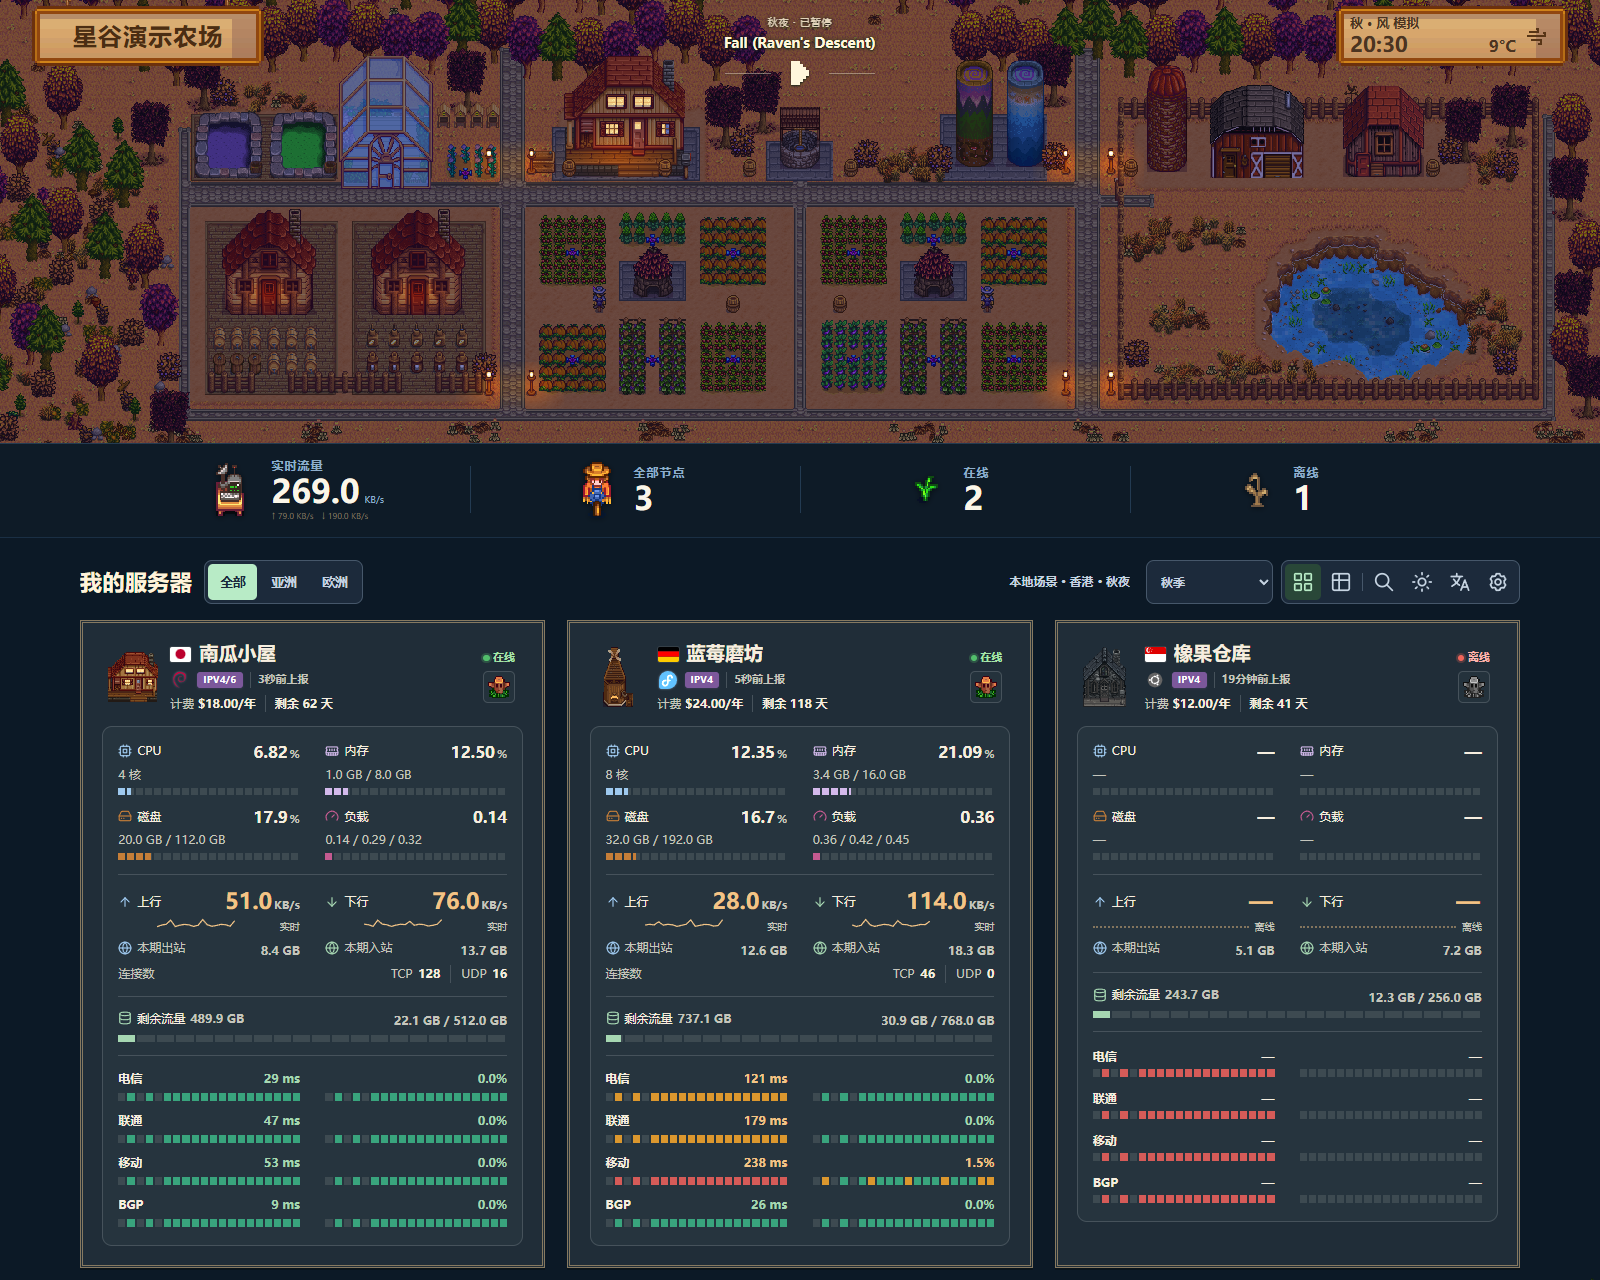 星谷演示农场
秋夜 · 已暂停
Fall (Raven's Descent)
秋 • 风 模拟
20:30
9°C
实时流量
269.0 KB/s
↑ 79.0 KB/s ↓ 190.0 KB/s
全部节点
3
在线
2
离线
1
我的服务器
全部 亚洲 欧洲
本地场景 • 香港 • 秋夜
秋季
南瓜小屋
在线
IPV4/6 3秒前上报
计费 $18.00/年 剩余 62 天
CPU 6.82 % 内存 12.50 %
4 核 1.0 GB / 8.0 GB
磁盘 17.9 % 负载 0.14
20.0 GB / 112.0 GB 0.14 / 0.29 / 0.32
↑ 上行 51.0 KB/s ↓ 下行 76.0 KB/s
实时 实时
本期出站 8.4 GB 本期入站 13.7 GB
连接数 TCP 128 UDP 16
剩余流量 489.9 GB 22.1 GB / 512.0 GB
电信 29 ms 0.0%
联通 47 ms 0.0%
移动 53 ms 0.0%
BGP 9 ms 0.0%
蓝莓磨坊
在线
IPV4 5秒前上报
计费 $24.00/年 剩余 118 天
CPU 12.35 % 内存 21.09 %
8 核 3.4 GB / 16.0 GB
磁盘 16.7 % 负载 0.36
32.0 GB / 192.0 GB 0.36 / 0.42 / 0.45
↑ 上行 28.0 KB/s ↓ 下行 114.0 KB/s
实时 实时
本期出站 12.6 GB 本期入站 18.3 GB
连接数 TCP 46 UDP 0
剩余流量 737.1 GB 30.9 GB / 768.0 GB
电信 121 ms 0.0%
联通 179 ms 0.0%
移动 238 ms 1.5%
BGP 26 ms 0.0%
橡果仓库
离线
IPV4 19分钟前上报
计费 $12.00/年 剩余 41 天
CPU — 内存 —
— —
磁盘 — 负载 —
— —
↑ 上行 — ↓ 下行 —
离线 离线
本期出站 5.1 GB 本期入站 7.2 GB
剩余流量 243.7 GB 12.3 GB / 256.0 GB
电信 — —
联通 — —
移动 — —
BGP — —